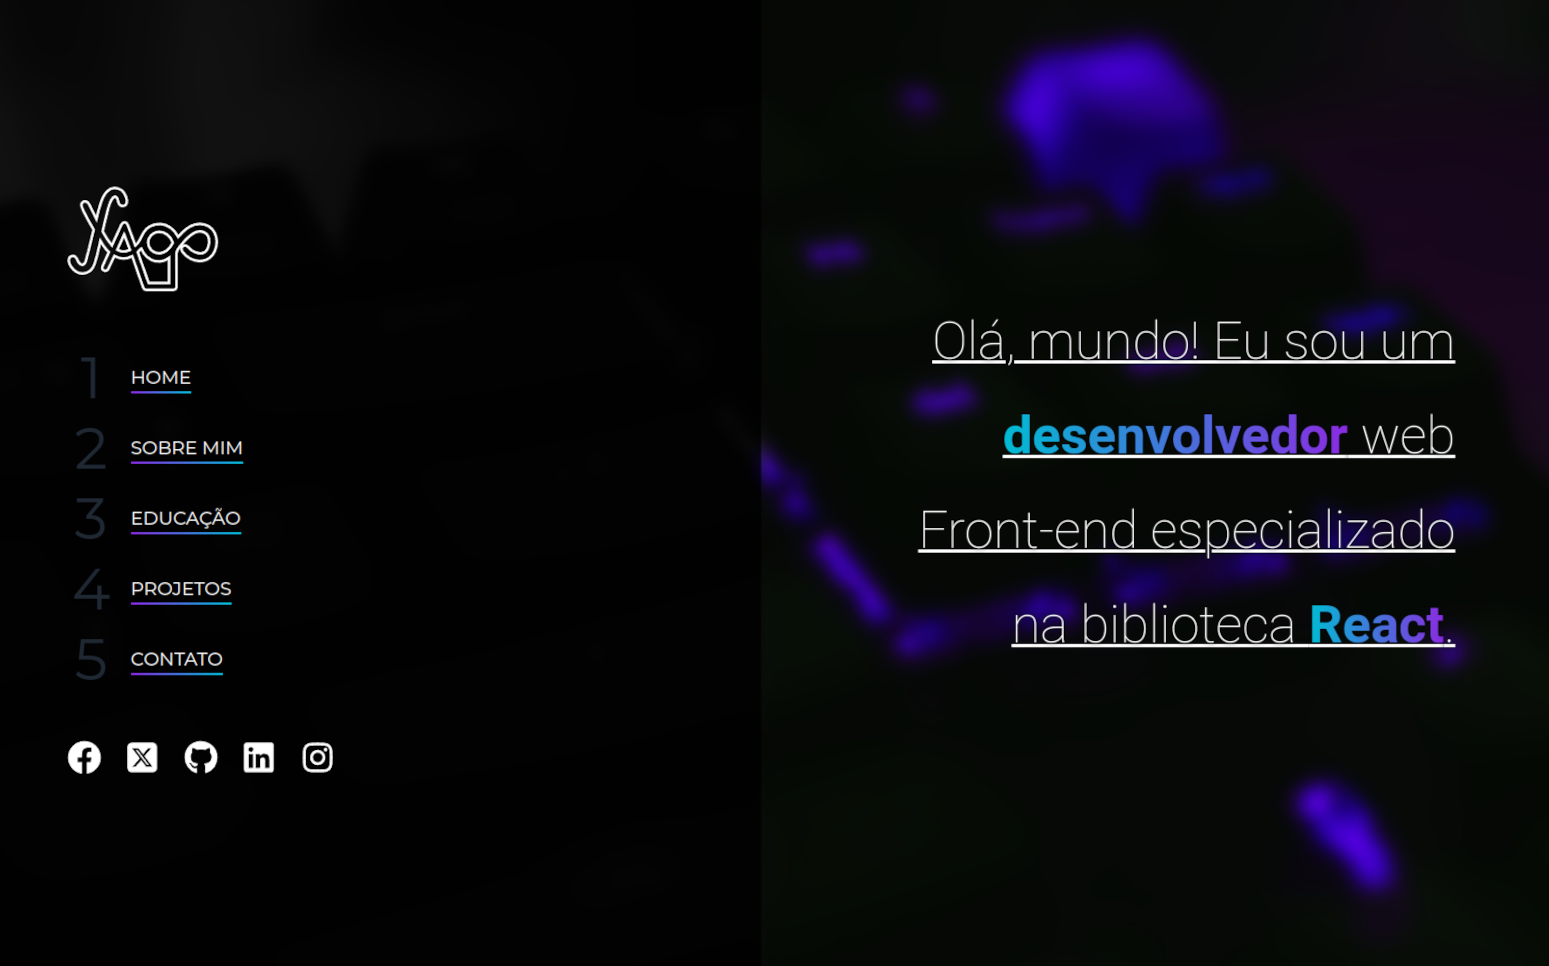 Xago
1 HOME
2 SOBRE MIM
3 EDUCAÇÃO
4 PROJETOS
5 CONTATO
Olá, mundo! Eu sou um
desenvolvedor web
Front-end especializado
na biblioteca React.